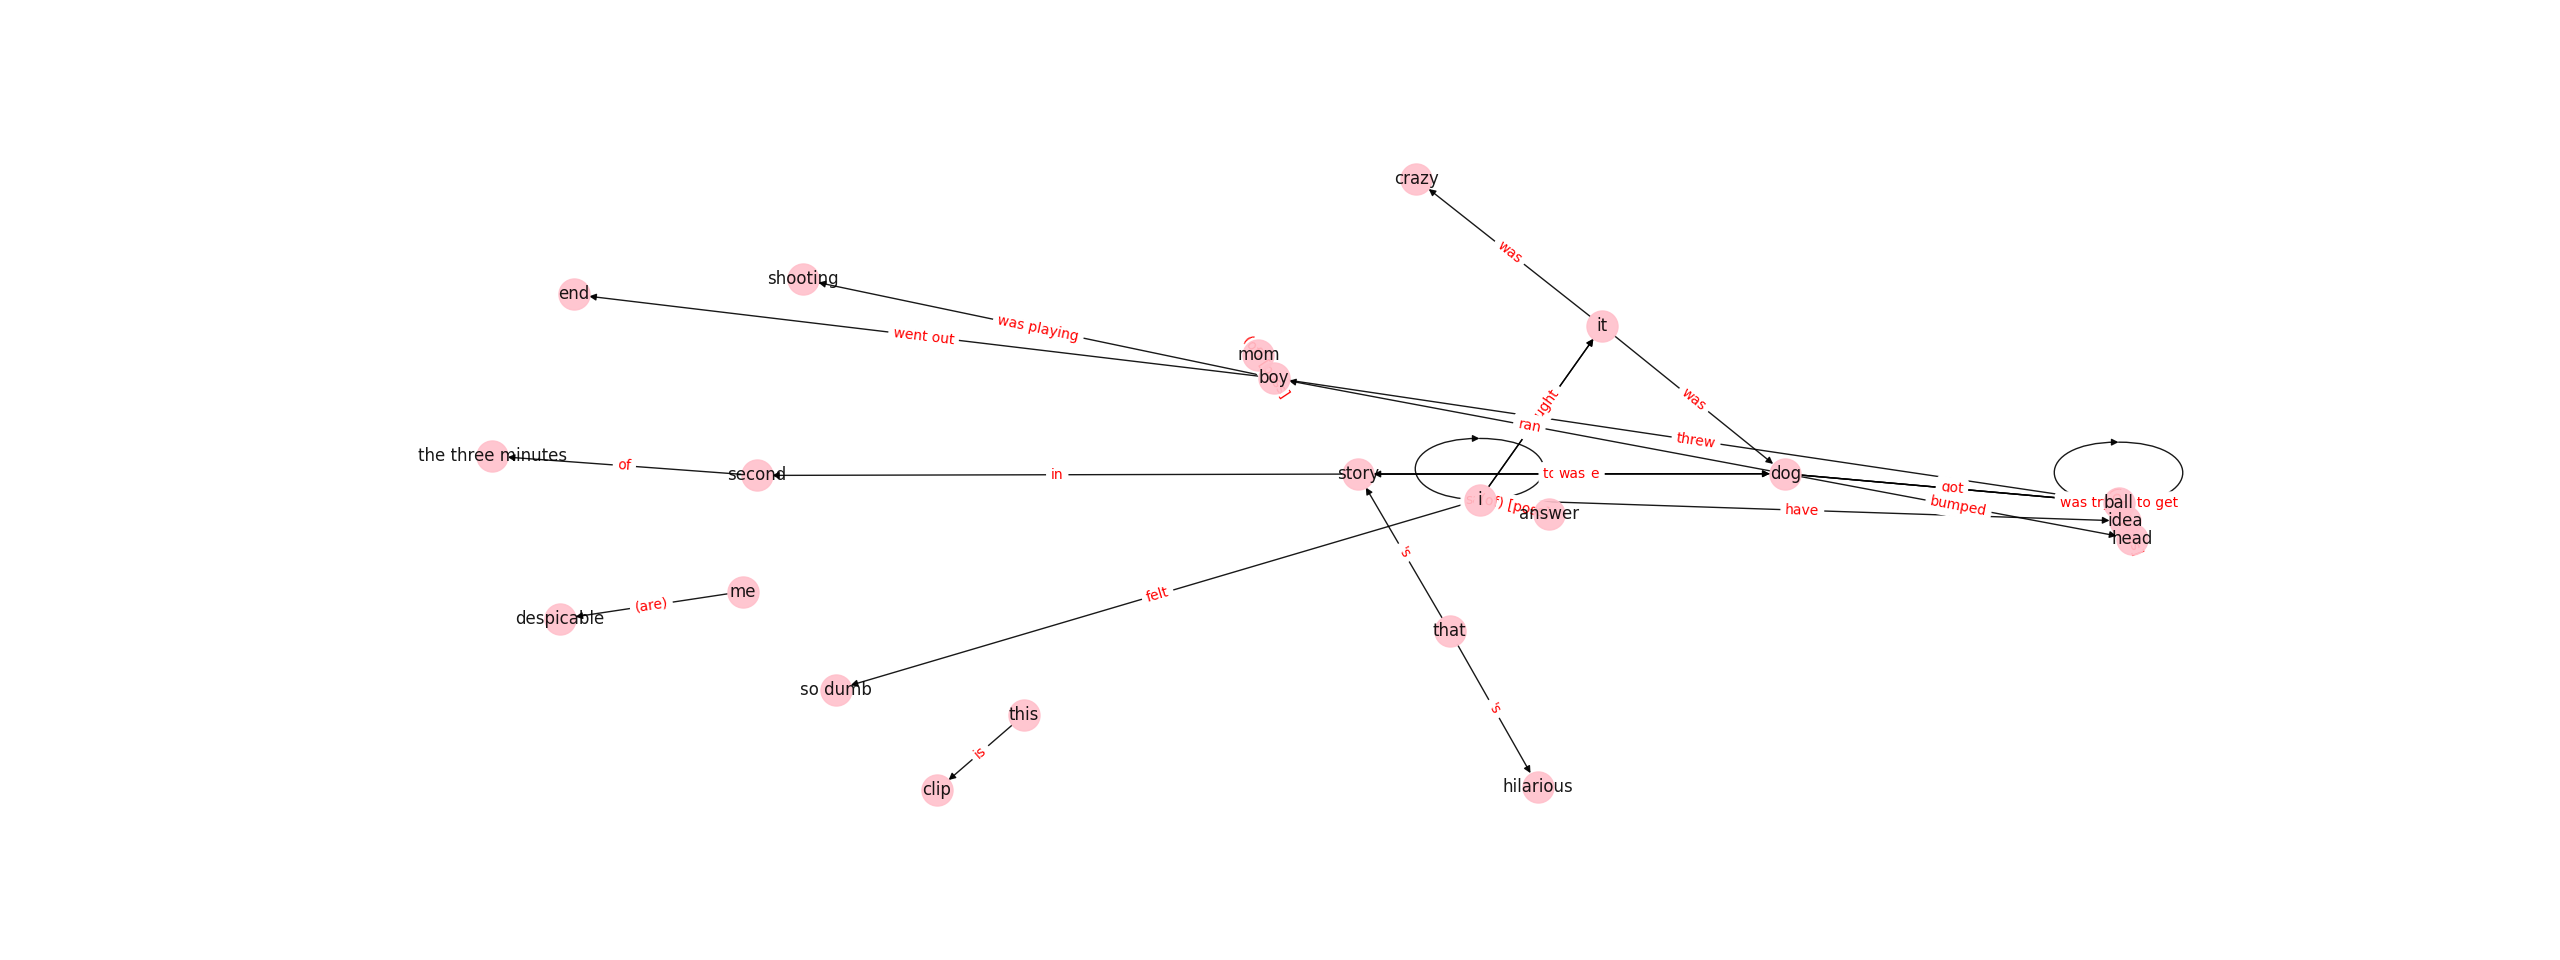 crazy
was
shooting
end
was playing
went out
it
mom
boy
was
ran
threw
the three minutes
of
second
in
story
was
dog
got
i
answer
have
bumped
was
to get
ball
idea
head
's
felt
me
(are)
despicable
that
so dumb
this
's
is
clip
hilarious